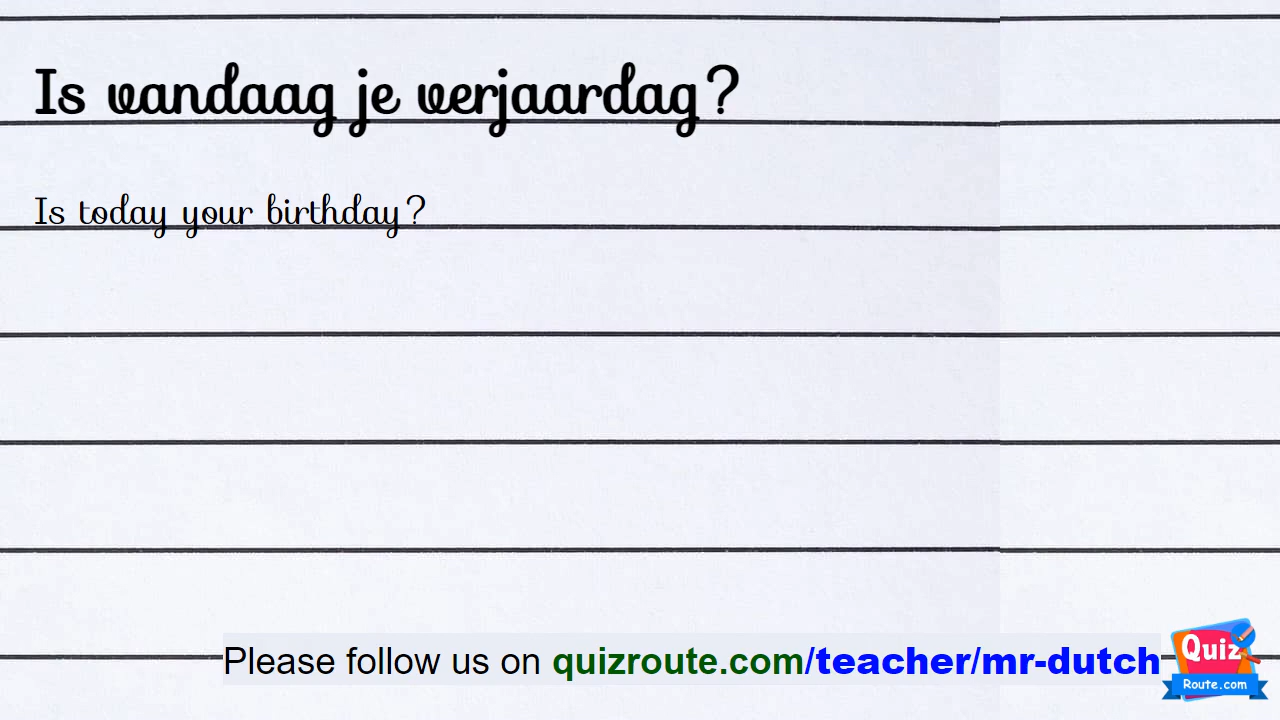 Is vandaag je verjaardag?
Is today your birthday?
Please follow us on quizroute.com/teacher/mr-dutch
Quiz
Route.com